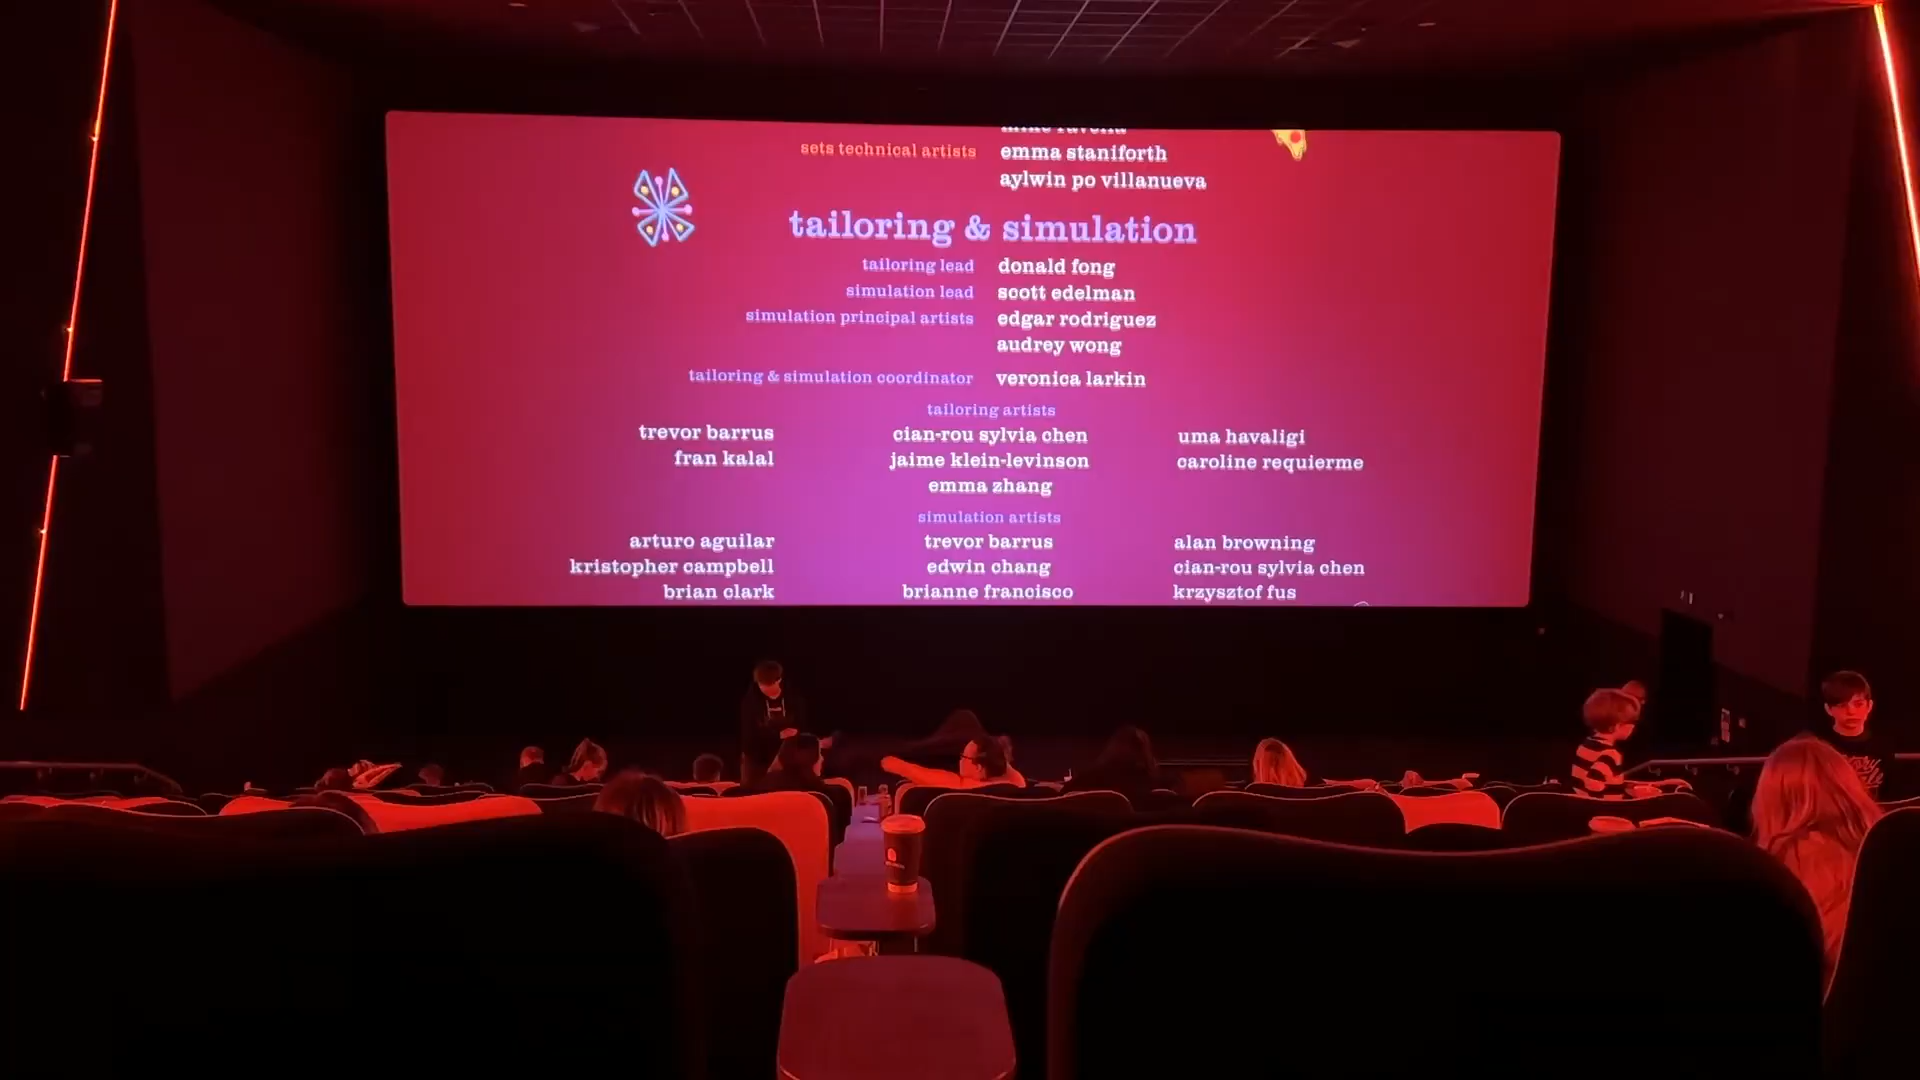 sets technical artists emma staniforth
aylwin po villanueva
tailoring & simulation
tailoring lead donald fong
simulation lead scott edelman
simulation principal artists edgar rodriguez
audrey wong
tailoring & simulation coordinator veronica larkin
tailoring artists
trevor barrus cian-rou sylvia chen uma havaligi
fran kalal jaime klein-levinson caroline requierme
emma zhang
simulation artists
arturo aguilar trevor barrus alan browning
kristopher campbell edwin chang cian-rou sylvia chen
brian clark brianne francisco krzysztof fus